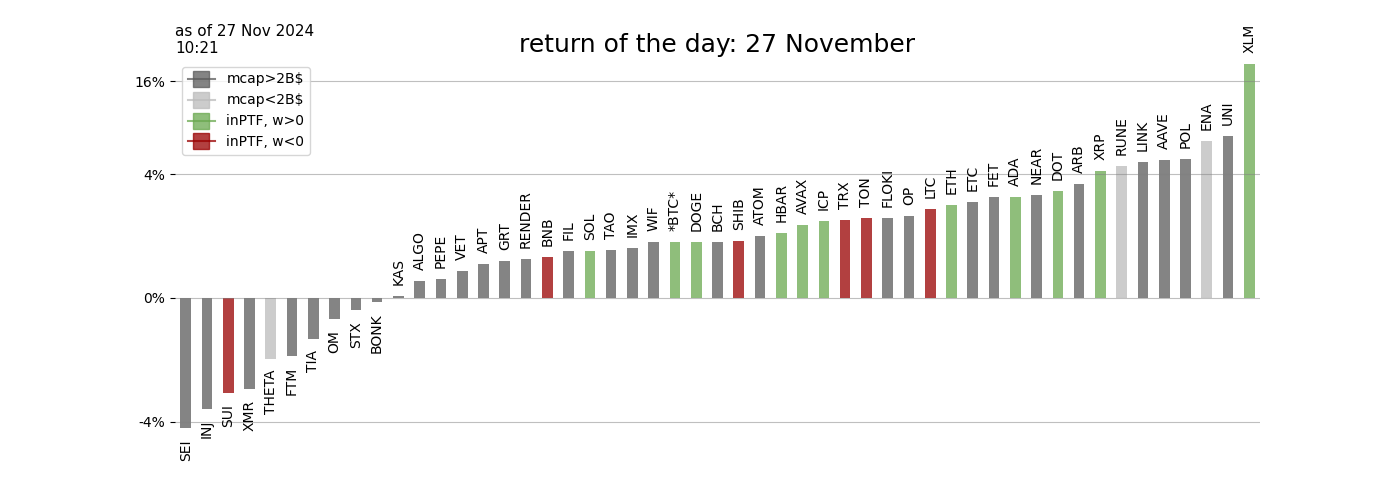 as of 27 Nov 2024
10:21
return of the day: 27 November
mcap>2B$
mcap<2B$
inPTF, w>0
inPTF, w<0
16%
4%
0%
-4%
SEI
INJ
SUI
XMR
THETA
FTM
TIA
OM
STX
BONK
KAS
ALGO
PEPE
VET
APT
GRT
RENDER
BNB
FIL
SOL
TAO
IMX
WIF
*BTC*
DOGE
BCH
SHIB
ATOM
HBAR
AVAX
ICP
TRX
TON
FLOKI
OP
LTC
ETH
ETC
FET
ADA
NEAR
DOT
ARB
XRP
RUNE
LINK
AAVE
POL
ENA
UNI
XLM